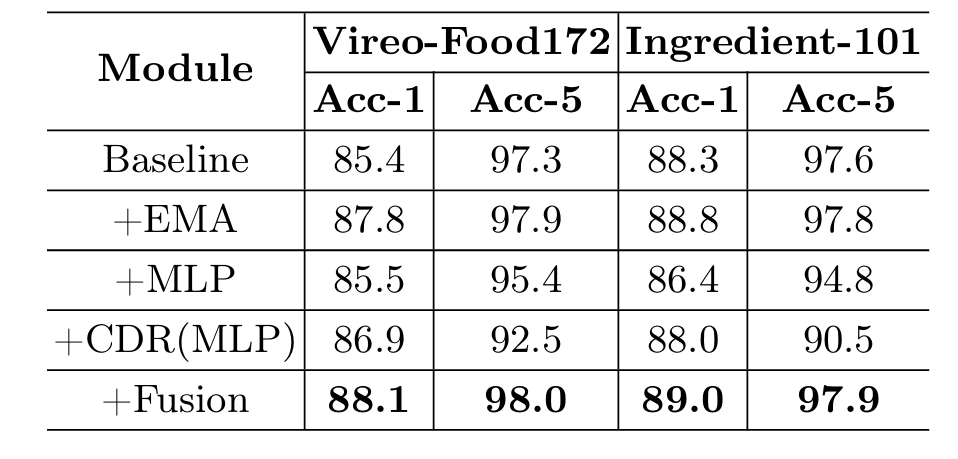 Module Vireo-Food172 Ingredient-101
Acc-1 Acc-5 Acc-1 Acc-5
Baseline 85.4 97.3 88.3 97.6
+EMA 87.8 97.9 88.8 97.8
+MLP 85.5 95.4 86.4 94.8
+CDR(MLP) 86.9 92.5 88.0 90.5
+Fusion 88.1 98.0 89.0 97.9